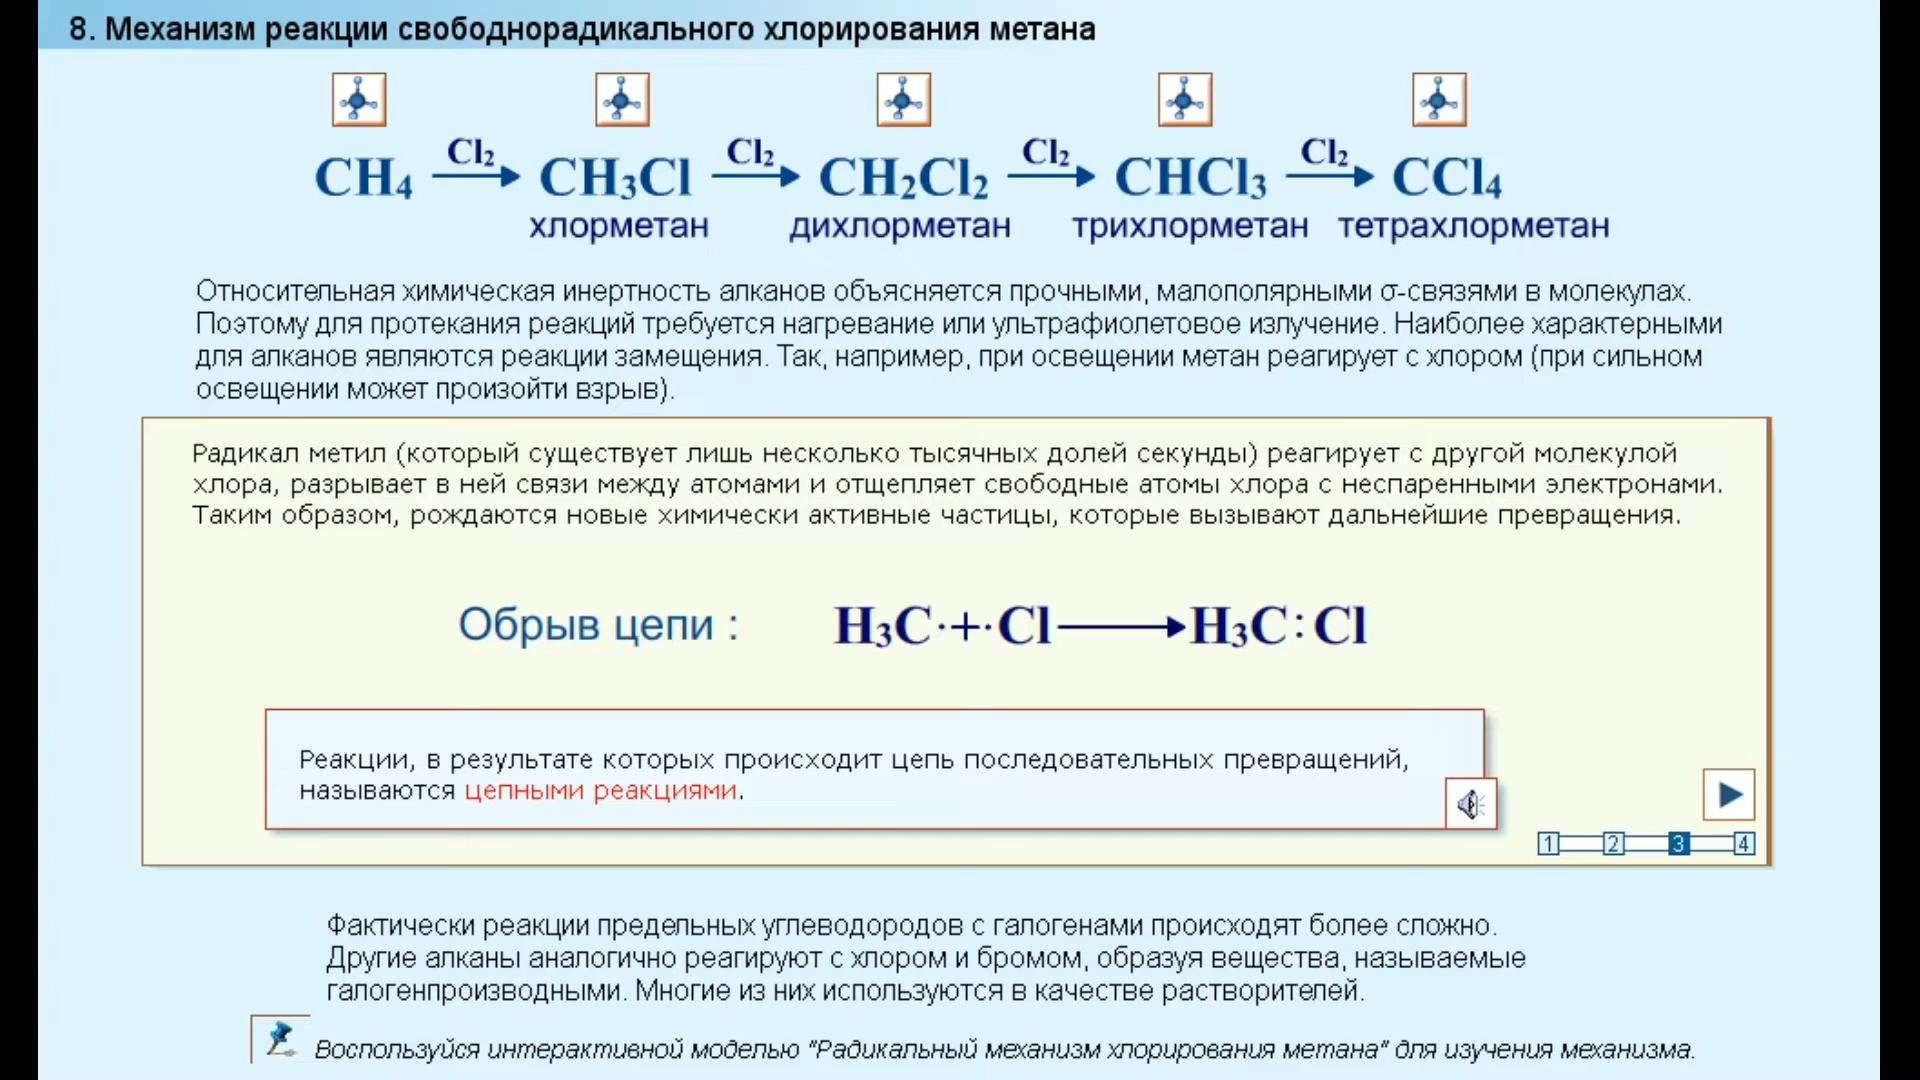 8. Механизм реакции свободнорадикального хлорирования метана
CH4 Cl2 → CH3Cl Cl2 → CH2Cl2 Cl2 → CHCl3 Cl2 → CCl4
хлорметан дихлорметан трихлорметан тетрахлорметан
Относительная химическая инертность алканов объясняется прочными, малополярными σ-связями в молекулах.
Поэтому для протекания реакций требуется нагревание или ультрафиолетовое излучение. Наиболее характерными
для алканов являются реакции замещения. Так, например, при освещении метан реагирует с хлором (при сильном
освещении может произойти взрыв).
Радикал метил (который существует лишь несколько тысячных долей секунды) реагирует с другой молекулой
хлора, разрывает в ней связи между атомами и отщепляет свободные атомы хлора с неспаренными электронами.
Таким образом, рождаются новые химически активные частицы, которые вызывают дальнейшие превращения.
Обрыв цепи : H3C·+·Cl → H3C:Cl
Реакции, в результате которых происходит цепь последовательных превращений,
называются цепными реакциями.
1 2 3 4
Фактически реакции предельных углеводородов с галогенами происходят более сложно.
Другие алканы аналогично реагируют с хлором и бромом, образуя вещества, называемые
галогенпроизводными. Многие из них используются в качестве растворителей.
Воспользуйся интерактивной моделью "Радикальный механизм хлорирования метана" для изучения механизма.